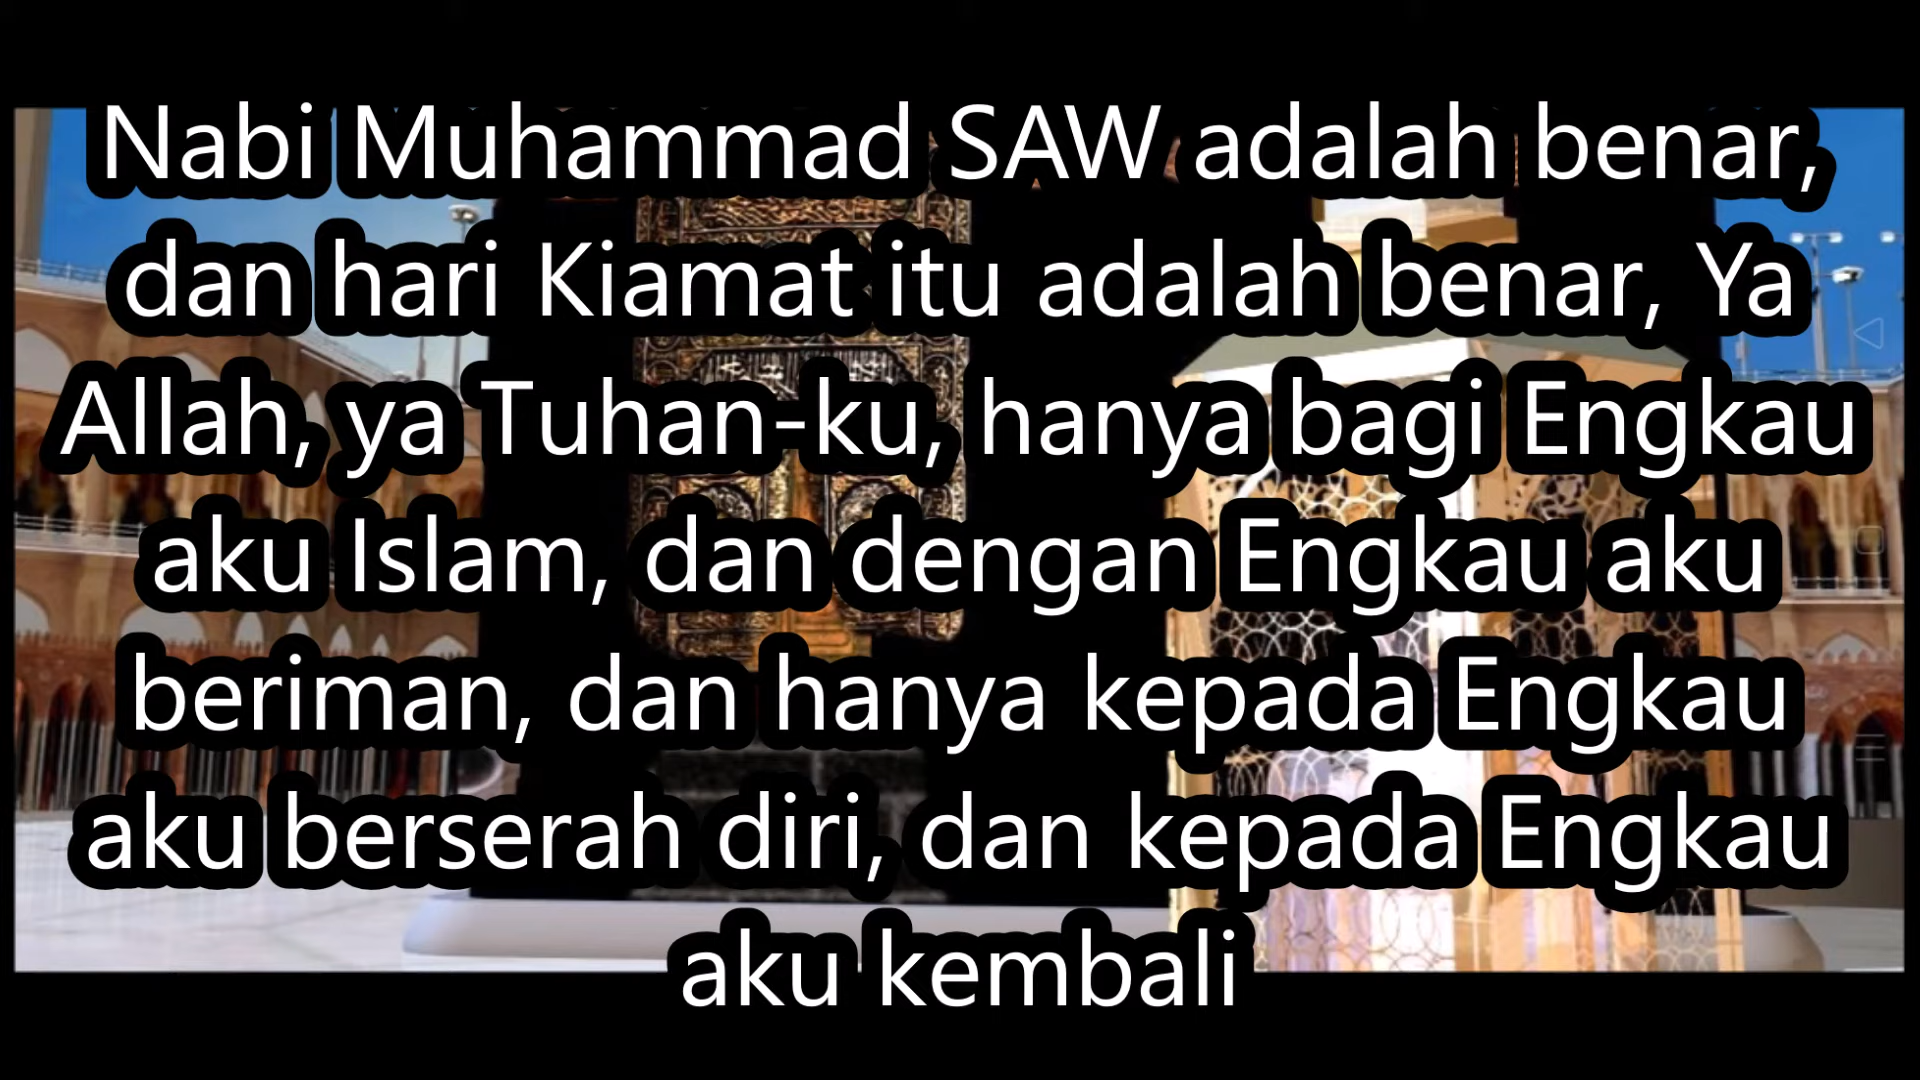 Nabi Muhammad SAW adalah benar,
dan hari Kiamat itu adalah benar, Ya
Allah, ya Tuhan-ku, hanya bagi Engkau
aku Islam, dan dengan Engkau aku
beriman, dan hanya kepada Engkau
aku berserah diri, dan kepada Engkau
aku kembali